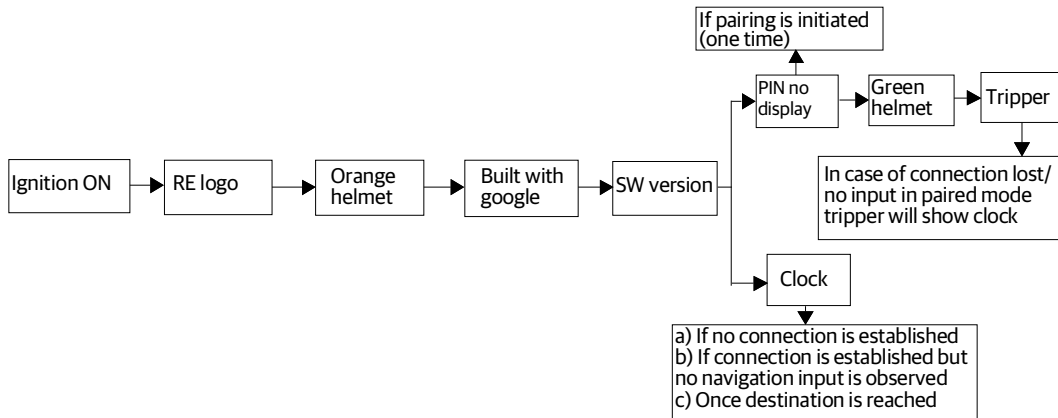 Ignition ON
RE logo
Orange
helmet
Built with
google
SW version
If pairing is initiated
(one time)
PIN no
display
Green
helmet
Tripper
In case of connection lost/
no input in paired mode
tripper will show clock
Clock
a) If no connection is established
b) If connection is established but
no navigation input is observed
c) Once destination is reached